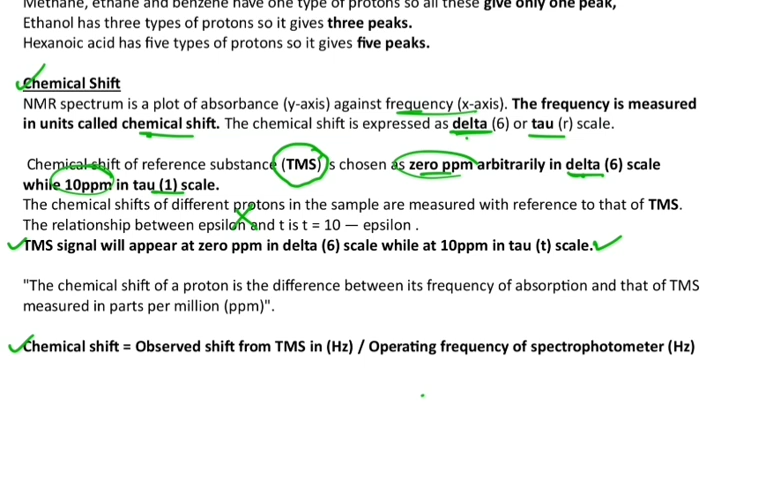 Methane, ethane and benzene have one type of protons so all these give only one peak,
Ethanol has three types of protons so it gives three peaks.
Hexanoic acid has five types of protons so it gives five peaks.
Chemical Shift
NMR spectrum is a plot of absorbance (y-axis) against frequency (x-axis). The frequency is measured
in units called chemical shift. The chemical shift is expressed as delta (6) or tau (r) scale.
Chemical shift of reference substance (TMS) is chosen as zero ppm arbitrarily in delta (6) scale
while 10ppm in tau (1) scale.
The chemical shifts of different protons in the sample are measured with reference to that of TMS.
The relationship between epsilon and t is t = 10 — epsilon .
TMS signal will appear at zero ppm in delta (6) scale while at 10ppm in tau (t) scale.
"The chemical shift of a proton is the difference between its frequency of absorption and that of TMS
measured in parts per million (ppm)".
Chemical shift = Observed shift from TMS in (Hz) / Operating frequency of spectrophotometer (Hz)